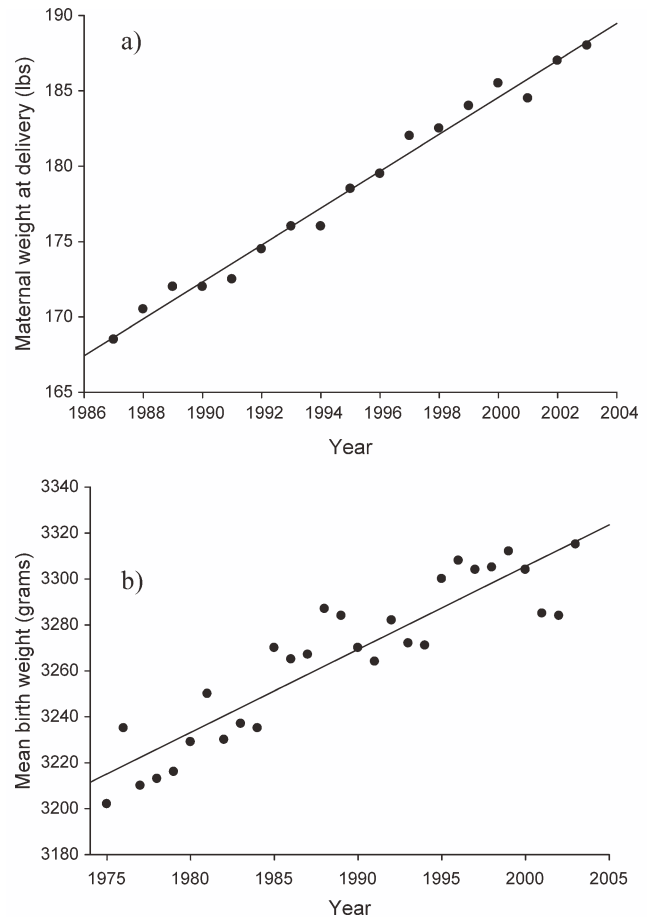 a)
Maternal weight at delivery (lbs)
190
185
180
175
170
165
1986 1988 1990 1992 1994 1996 1998 2000 2002 2004
Year
b)
Mean birth weight (grams)
3340
3320
3300
3280
3260
3240
3220
3200
3180
1975 1980 1985 1990 1995 2000 2005
Year